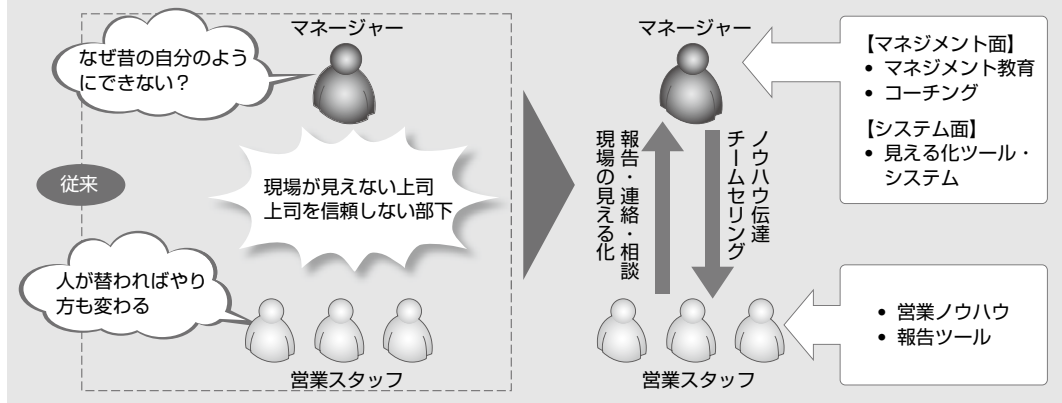 マネージャー
なぜ昔の自分のよう
にできない？
従来
現場が見えない上司
上司を信頼しない部下
人が替わればやり
方も変わる
営業スタッフ
マネージャー
報告・連絡・相談
現場の見える化
ノウハウ伝達
チームセリング
営業スタッフ
【マネジメント面】
• マネジメント教育
• コーチング
【システム面】
• 見える化ツール・
システム
• 営業ノウハウ
• 報告ツール